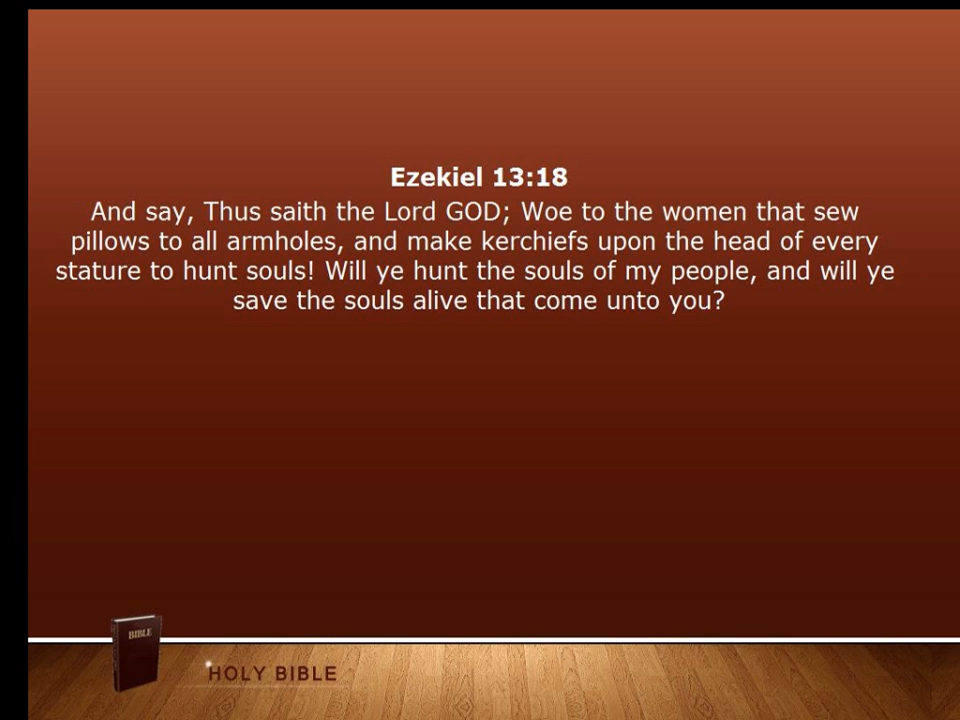 Ezekiel 13:18
And say, Thus saith the Lord GOD; Woe to the women that sew
pillows to all armholes, and make kerchiefs upon the head of every
stature to hunt souls! Will ye hunt the souls of my people, and will ye
save the souls alive that come unto you?
BIBLE
HOLY BIBLE